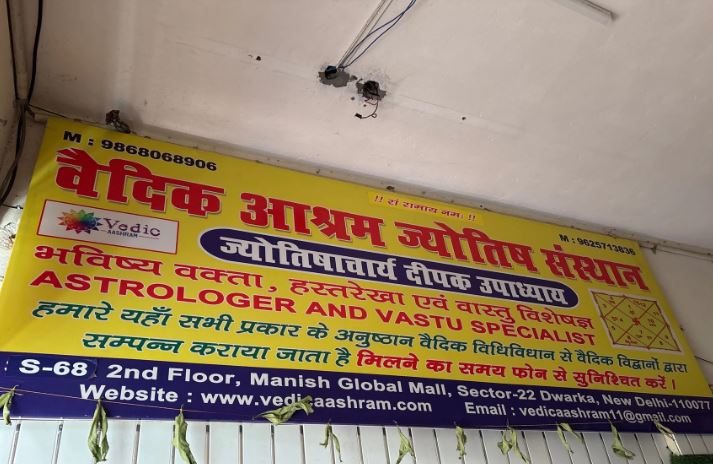 M : 9868068906
!! रां रामाय नमः !!
वैदिक आश्रम ज्योतिष संस्थान
M : 9625713636
Vedic
AASHRAM
ज्योतिषाचार्य दीपक उपाध्याय
भविष्य वक्ता, हस्तरेखा एवं वास्तु विशेषज्ञ
ASTROLOGER AND VASTU SPECIALIST
हमारे यहाँ सभी प्रकार के अनुष्ठान वैदिक विधिविधान से वैदिक विद्वानों द्वारा
सम्पन्न कराया जाता है मिलने का समय फोन से सुनिश्चित करें।
S-68 2nd Floor, Manish Global Mall, Sector-22 Dwarka, New Delhi-110077
Website : www.vedicaashram.com Email : vedicaashram11@gmail.com